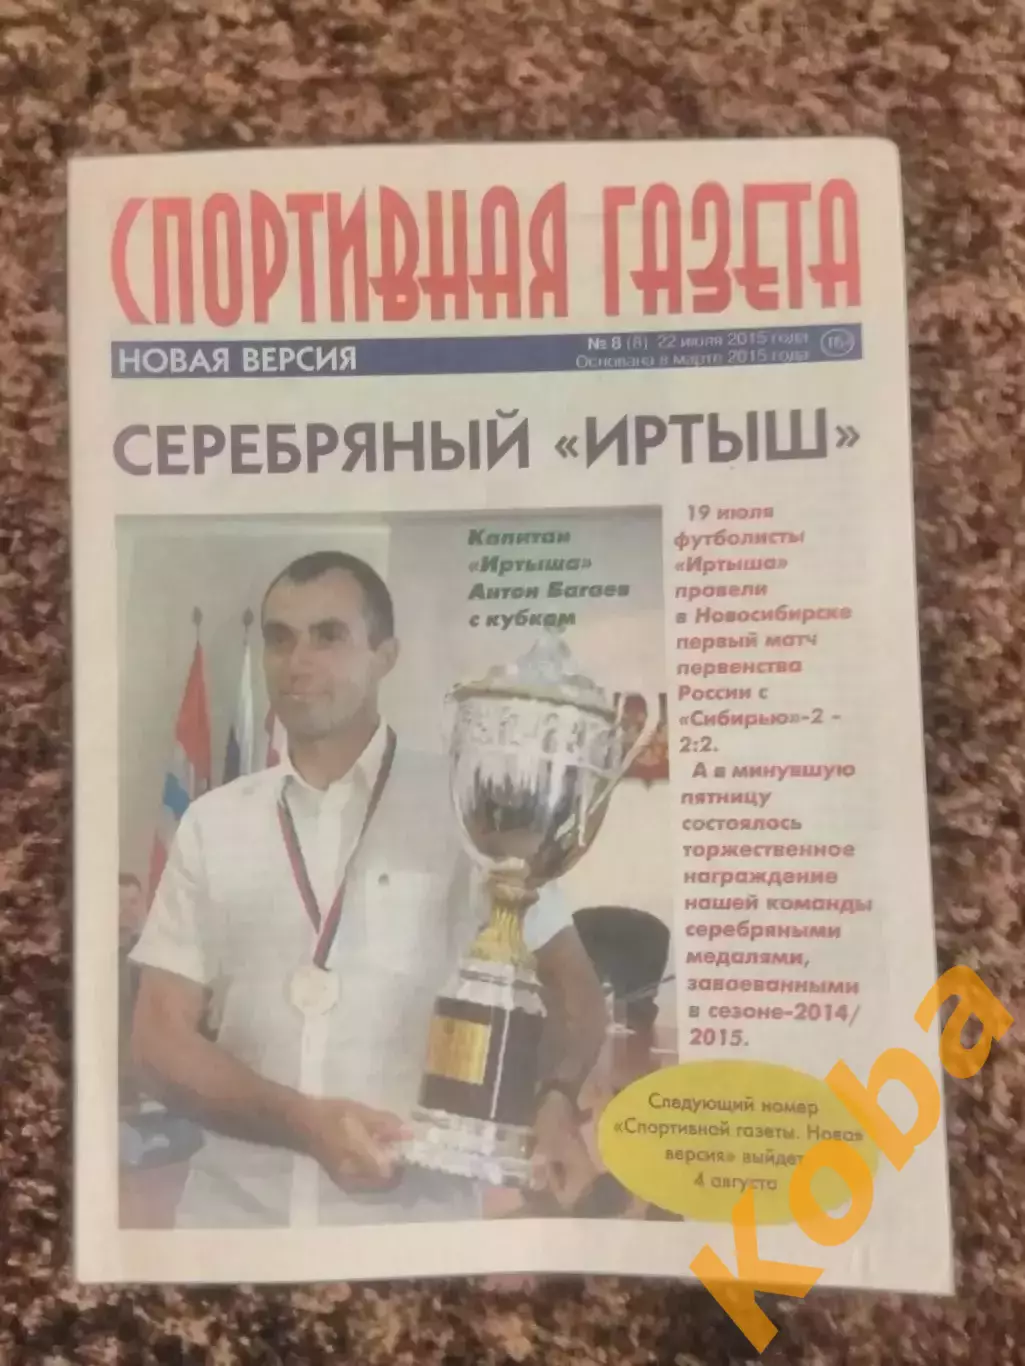 СПОРТИВНАЯ ГАЗЕТА
НОВАЯ ВЕРСИЯ
№ 8 (8) 22 июля 2015 года
Основана в марте 2015 года
16+
СЕРЕБРЯНЫЙ «ИРТЫШ»
Капитан
«Иртыша»
Антон Багаев
с кубком
19 июля
футболисты
«Иртыша»
провели
в Новосибирске
первый матч
первенства
России с
«Сибирью»-2 -
2:2.
А в минувшую
пятницу
состоялось
торжественное
награждение
нашей команды
серебряными
медалями,
завоеванными
в сезоне-2014/
2015.
Следующий номер
«Спортивной газеты. Новая
версия» выйдет
4 августа
Koba